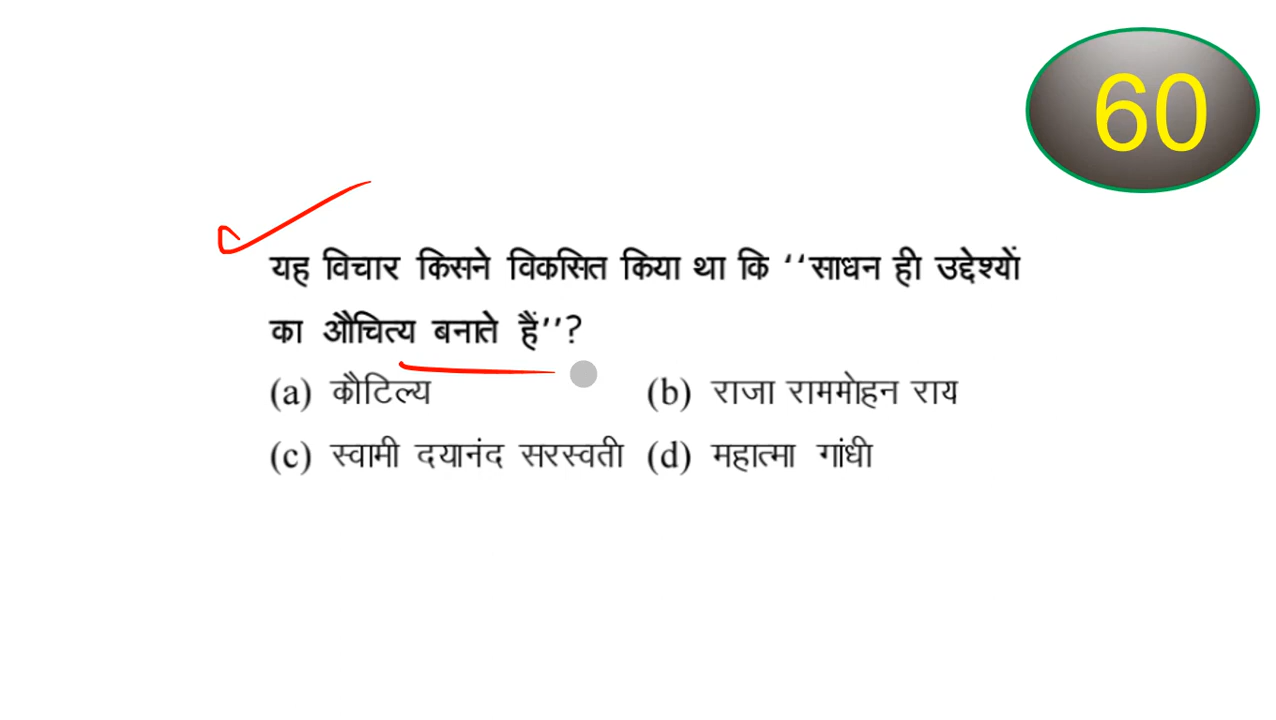 60
यह विचार किसने विकसित किया था कि ‘‘साधन ही उद्देश्यों
का औचित्य बनाते हैं’’?
(a) कौटिल्य (b) राजा राममोहन राय
(c) स्वामी दयानंद सरस्वती (d) महात्मा गांधी